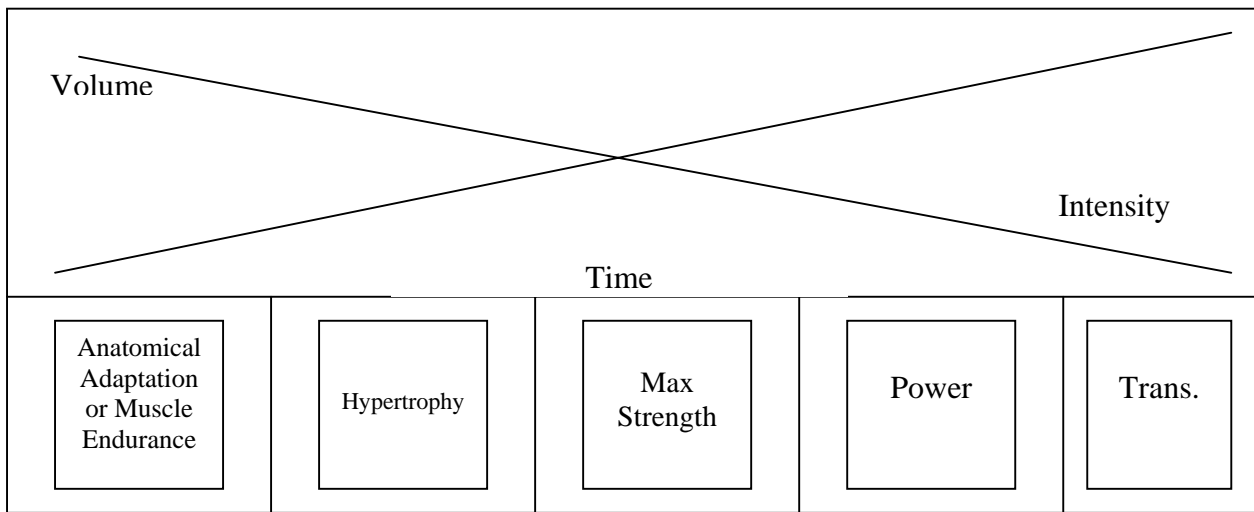 Volume
Intensity
Time
Anatomical
Adaptation
or Muscle
Endurance
Hypertrophy
Max
Strength
Power
Trans.